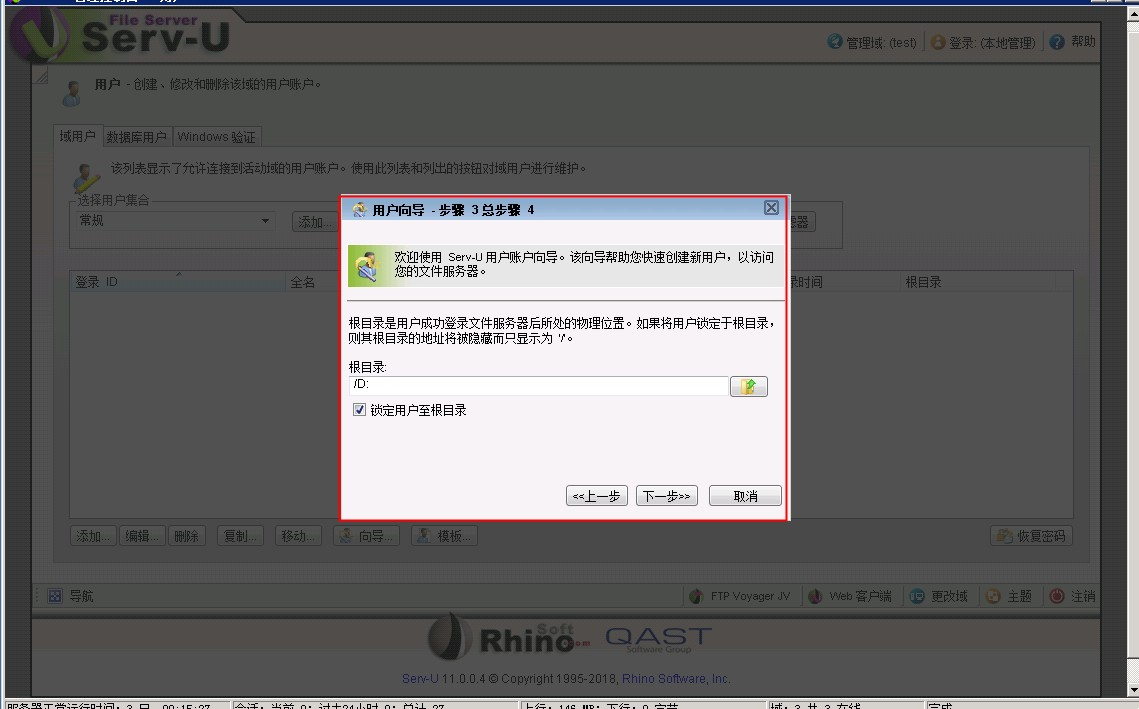 File Server
Serv-U
管理域: (test)
登录: (本地管理)
帮助
用户 - 创建、修改和删除该域的用户账户。
域用户
数据库用户
Windows 验证
该列表显示了允许连接到活动域的用户账户。使用此列表和列出的按钮对域用户进行维护。
选择用户集合
常规
添加...
登录 ID
全名
录时间
根目录
用户向导 - 步骤 3 总步骤 4
欢迎使用 Serv-U 用户账户向导。该向导帮助您快速创建新用户，以访问
您的文件服务器。
根目录是用户成功登录文件服务器后所处的物理位置。如果将用户锁定于根目录，
则其根目录的地址将被隐藏而只显示为 '/'。
根目录:
/D:
锁定用户至根目录
<<上一步
下一步>>
取消
添加...
编辑...
删除
复制...
移动...
向导...
模板...
恢复密码
导航
FTP Voyager JV
Web 客户端
更改域
主题
注销
RhinoSoft.com
QAST
Software Group
Serv-U 11.0.0.4 © Copyright 1995-2018, Rhino Software, Inc.